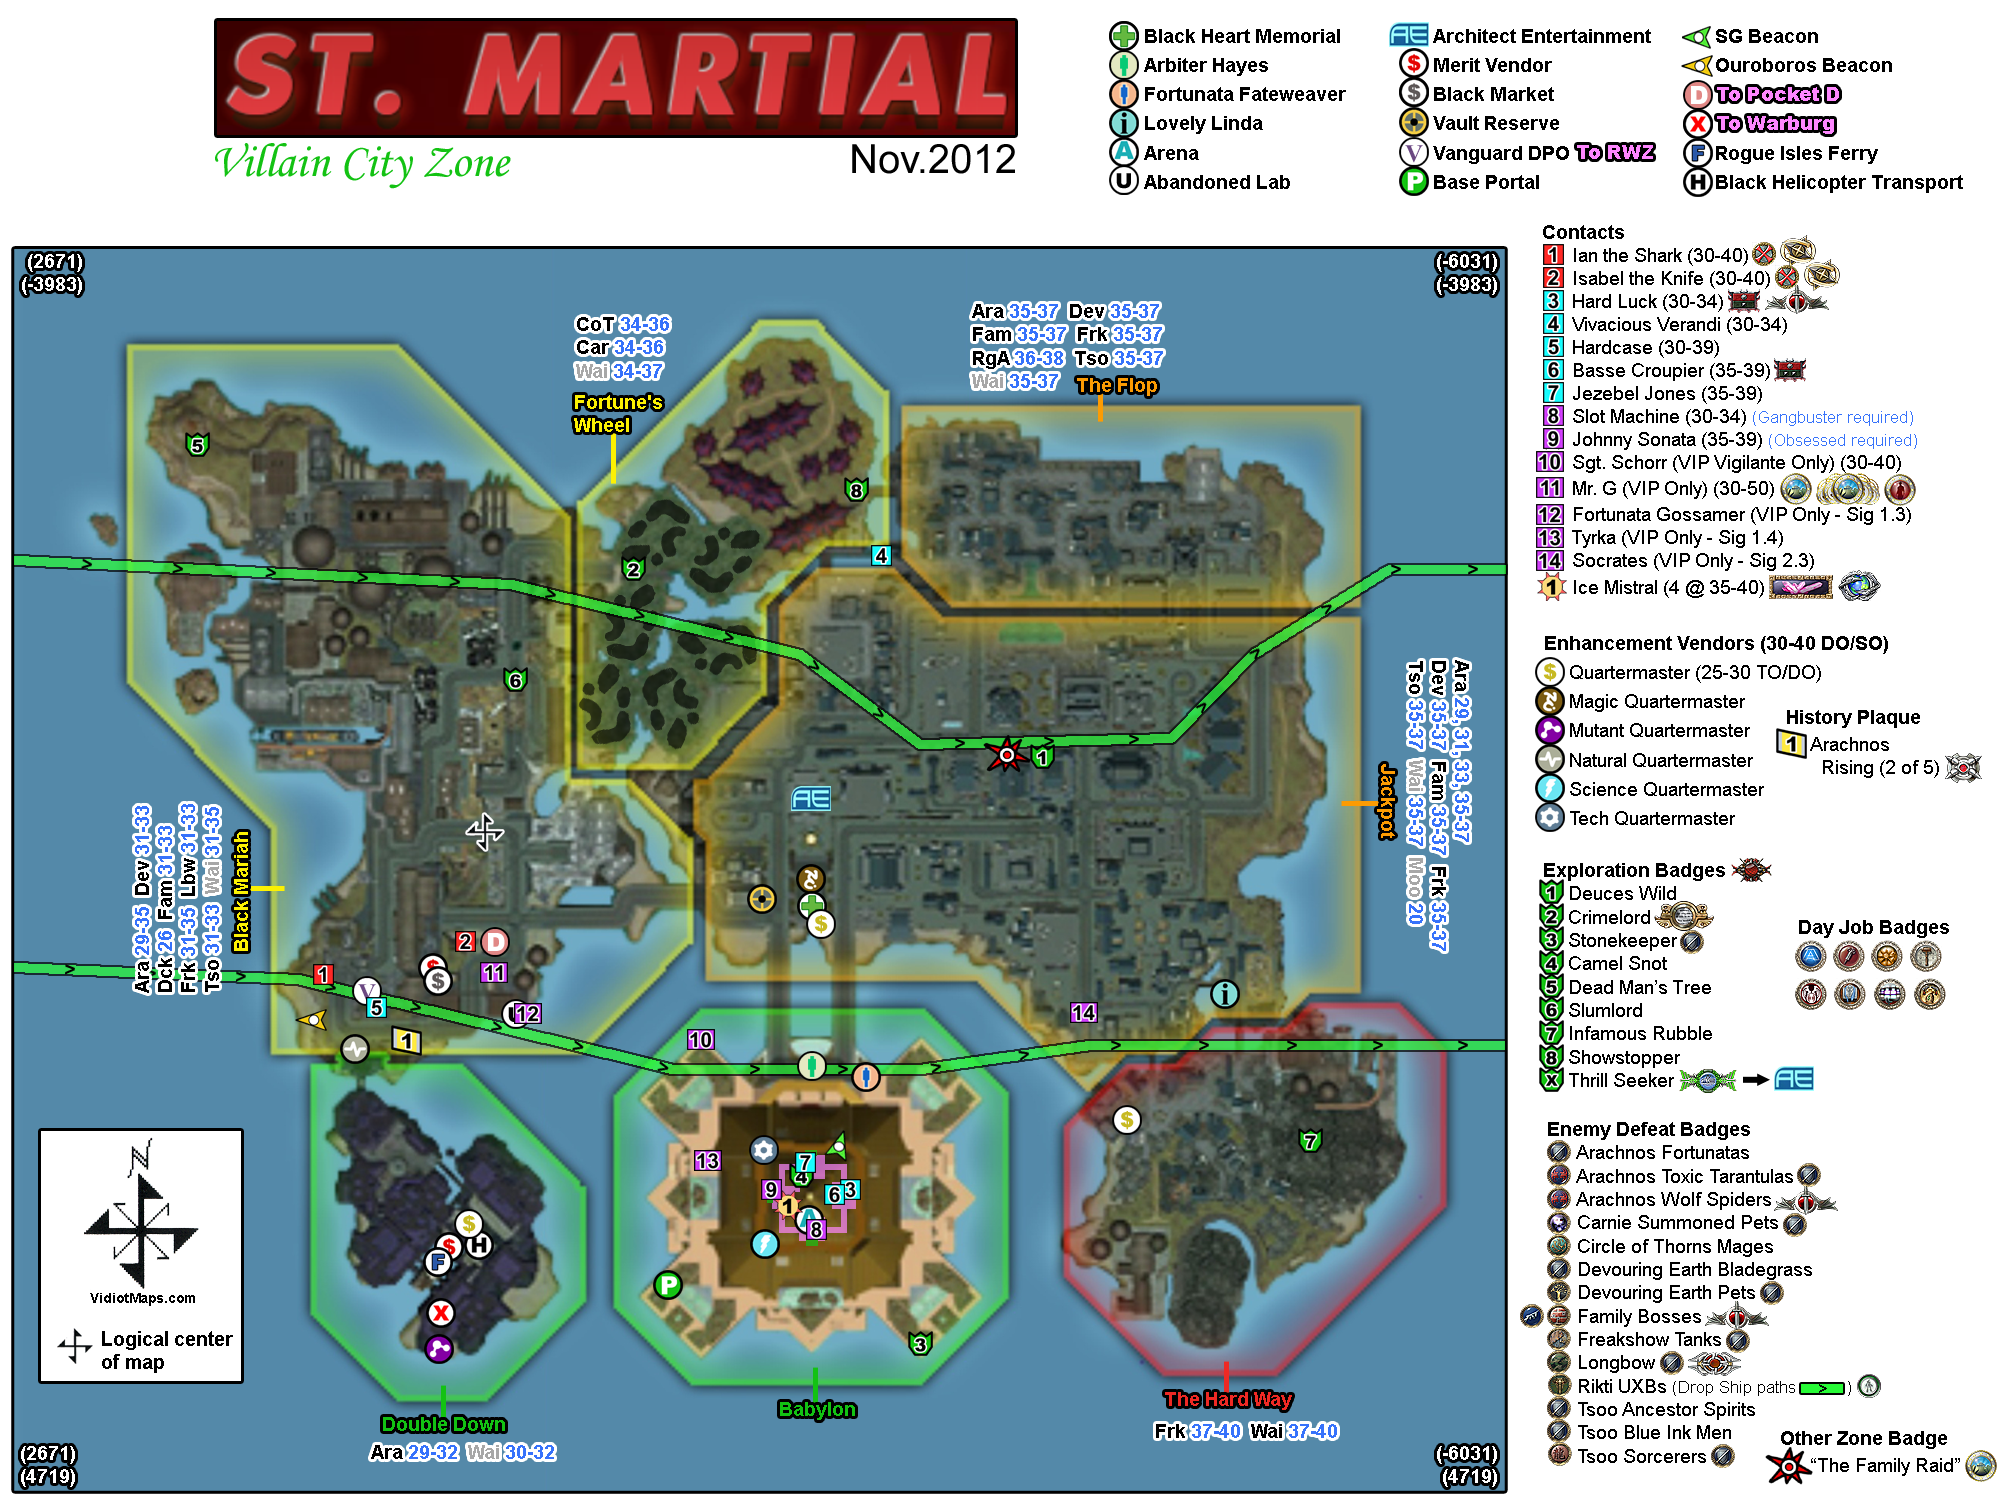 ST. MARTIAL
Villain City Zone
Nov.2012
Black Heart Memorial
Arbiter Hayes
Fortunata Fateweaver
Lovely Linda
Arena
Abandoned Lab
Architect Entertainment
Merit Vendor
Black Market
Vault Reserve
Vanguard DPO To RWZ
Base Portal
SG Beacon
Ouroboros Beacon
To Pocket D
To Warburg
Rogue Isles Ferry
Black Helicopter Transport
(2671)
(-3983)
(-6031)
(-3983)
CoT 34-36
Car 34-36
Wai 34-37
Fortune's
Wheel
Ara 35-37 Dev 35-37
Fam 35-37 Frk 35-37
RgA 36-38 Tso 35-37
Wai 35-37 The Flop
Ara 29, 31, 33, 35-37
Dev 35-37 Fam 35-37 Frk 35-37
Tso 35-37 Wai 35-37 Moo 20
Jackpot
Ara 29-35 Dev 31-33
Dck 26 Fam 31-33
Frk 31-35 Lbw 31-33
Tso 31-33 Wai 31-35
Black Mariah
N
VidiotMaps.com
Logical center
of map
Double Down
Ara 29-32 Wai 30-32
Babylon
The Hard Way
Frk 37-40 Wai 37-40
(2671)
(4719)
(-6031)
(4719)
Contacts
1 Ian the Shark (30-40)
2 Isabel the Knife (30-40)
3 Hard Luck (30-34)
4 Vivacious Verandi (30-34)
5 Hardcase (30-39)
6 Basse Croupier (35-39)
7 Jezebel Jones (35-39)
8 Slot Machine (30-34) (Gangbuster required)
9 Johnny Sonata (35-39) (Obsessed required)
10 Sgt. Schorr (VIP Vigilante Only) (30-40)
11 Mr. G (VIP Only) (30-50)
12 Fortunata Gossamer (VIP Only - Sig 1.3)
13 Tyrka (VIP Only - Sig 1.4)
14 Socrates (VIP Only - Sig 2.3)
1 Ice Mistral (4 @ 35-40)
Enhancement Vendors (30-40 DO/SO)
Quartermaster (25-30 TO/DO)
Magic Quartermaster
Mutant Quartermaster
Natural Quartermaster
Science Quartermaster
Tech Quartermaster
History Plaque
1 Arachnos
Rising (2 of 5)
Exploration Badges
1 Deuces Wild
2 Crimelord
3 Stonekeeper
4 Camel Snot
5 Dead Man's Tree
6 Slumlord
7 Infamous Rubble
8 Showstopper
X Thrill Seeker AE
Day Job Badges
Enemy Defeat Badges
Arachnos Fortunatas
Arachnos Toxic Tarantulas
Arachnos Wolf Spiders
Carnie Summoned Pets
Circle of Thorns Mages
Devouring Earth Bladegrass
Devouring Earth Pets
Family Bosses
Freakshow Tanks
Longbow
Rikti UXBs (Drop Ship paths )
Tsoo Ancestor Spirits
Tsoo Blue Ink Men
Tsoo Sorcerers
Other Zone Badge
“The Family Raid”